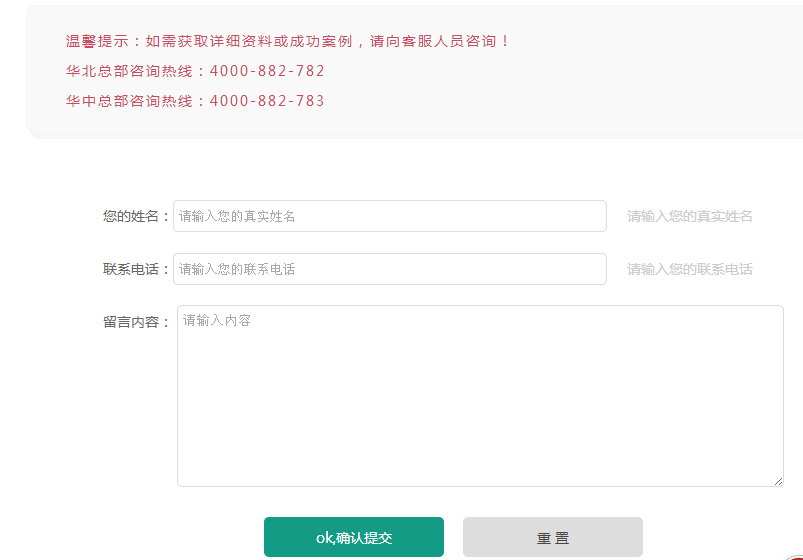 温馨提示：如需获取详细资料或成功案例，请向客服人员咨询！
华北总部咨询热线：4000-882-782
华中总部咨询热线：4000-882-783
您的姓名： 请输入您的真实姓名 请输入您的真实姓名
联系电话： 请输入您的联系电话 请输入您的联系电话
留言内容： 请输入内容
ok,确认提交 重 置